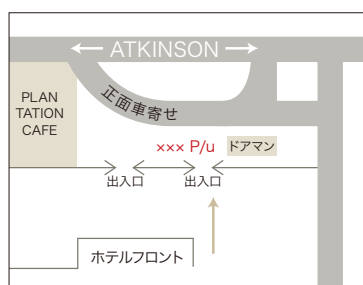 ATKINSON
PLAN
TATION
CAFE
正面車寄せ
××× P/u
ドアマン
出入口
出入口
ホテルフロント